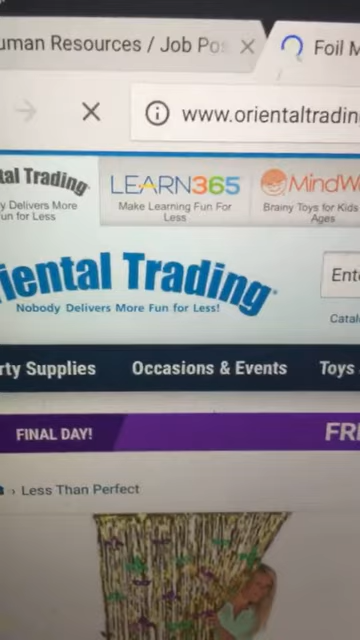 uman Resources / Job Pos
Foil M
www.orientaltradin
tal Trading
y Delivers More
un for Less
LEARN365
Make Learning Fun For
Less
MindW
Brainy Toys for Kids
Ages
iental Trading
Nobody Delivers More Fun for Less!
Ent
Catal
rty Supplies
Occasions & Events
Toys
FINAL DAY!
FR
› Less Than Perfect